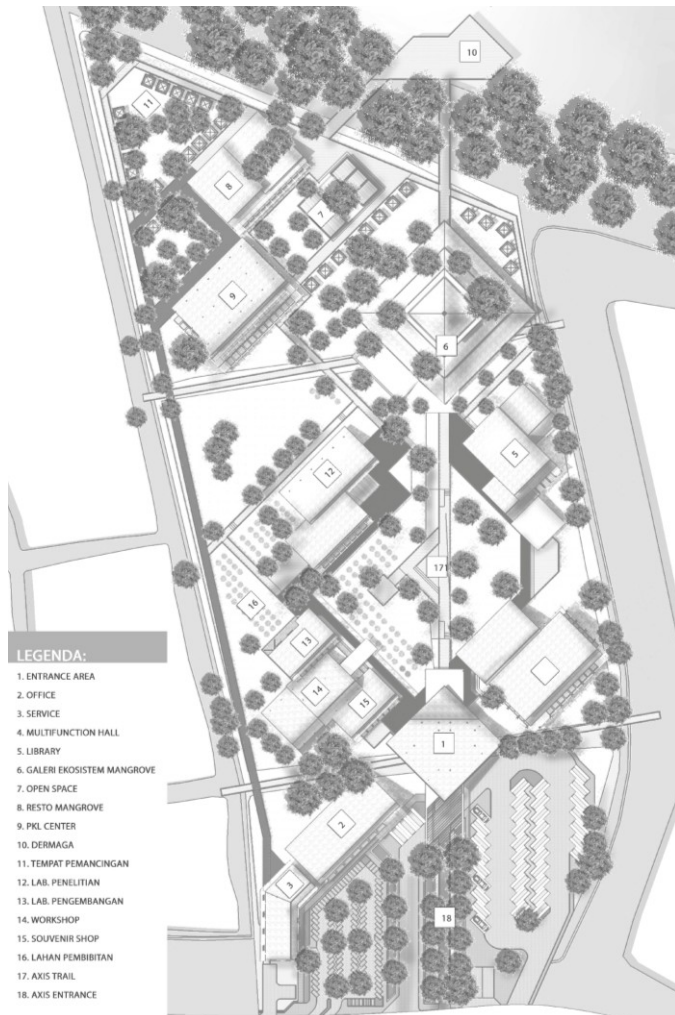 10
11
8
7
9
6
5
12
171
16
13
14
15
1
2
3
18
LEGENDA:
1. ENTRANCE AREA
2. OFFICE
3. SERVICE
4. MULTIFUNCTION HALL
5. LIBRARY
6. GALERI EKOSISTEM MANGROVE
7. OPEN SPACE
8. RESTO MANGROVE
9. PKL CENTER
10. DERMAGA
11. TEMPAT PEMANCINGAN
12. LAB. PENELITIAN
13. LAB. PENGEMBANGAN
14. WORKSHOP
15. SOUVENIR SHOP
16. LAHAN PEMBIBITAN
17. AXIS TRAIL
18. AXIS ENTRANCE